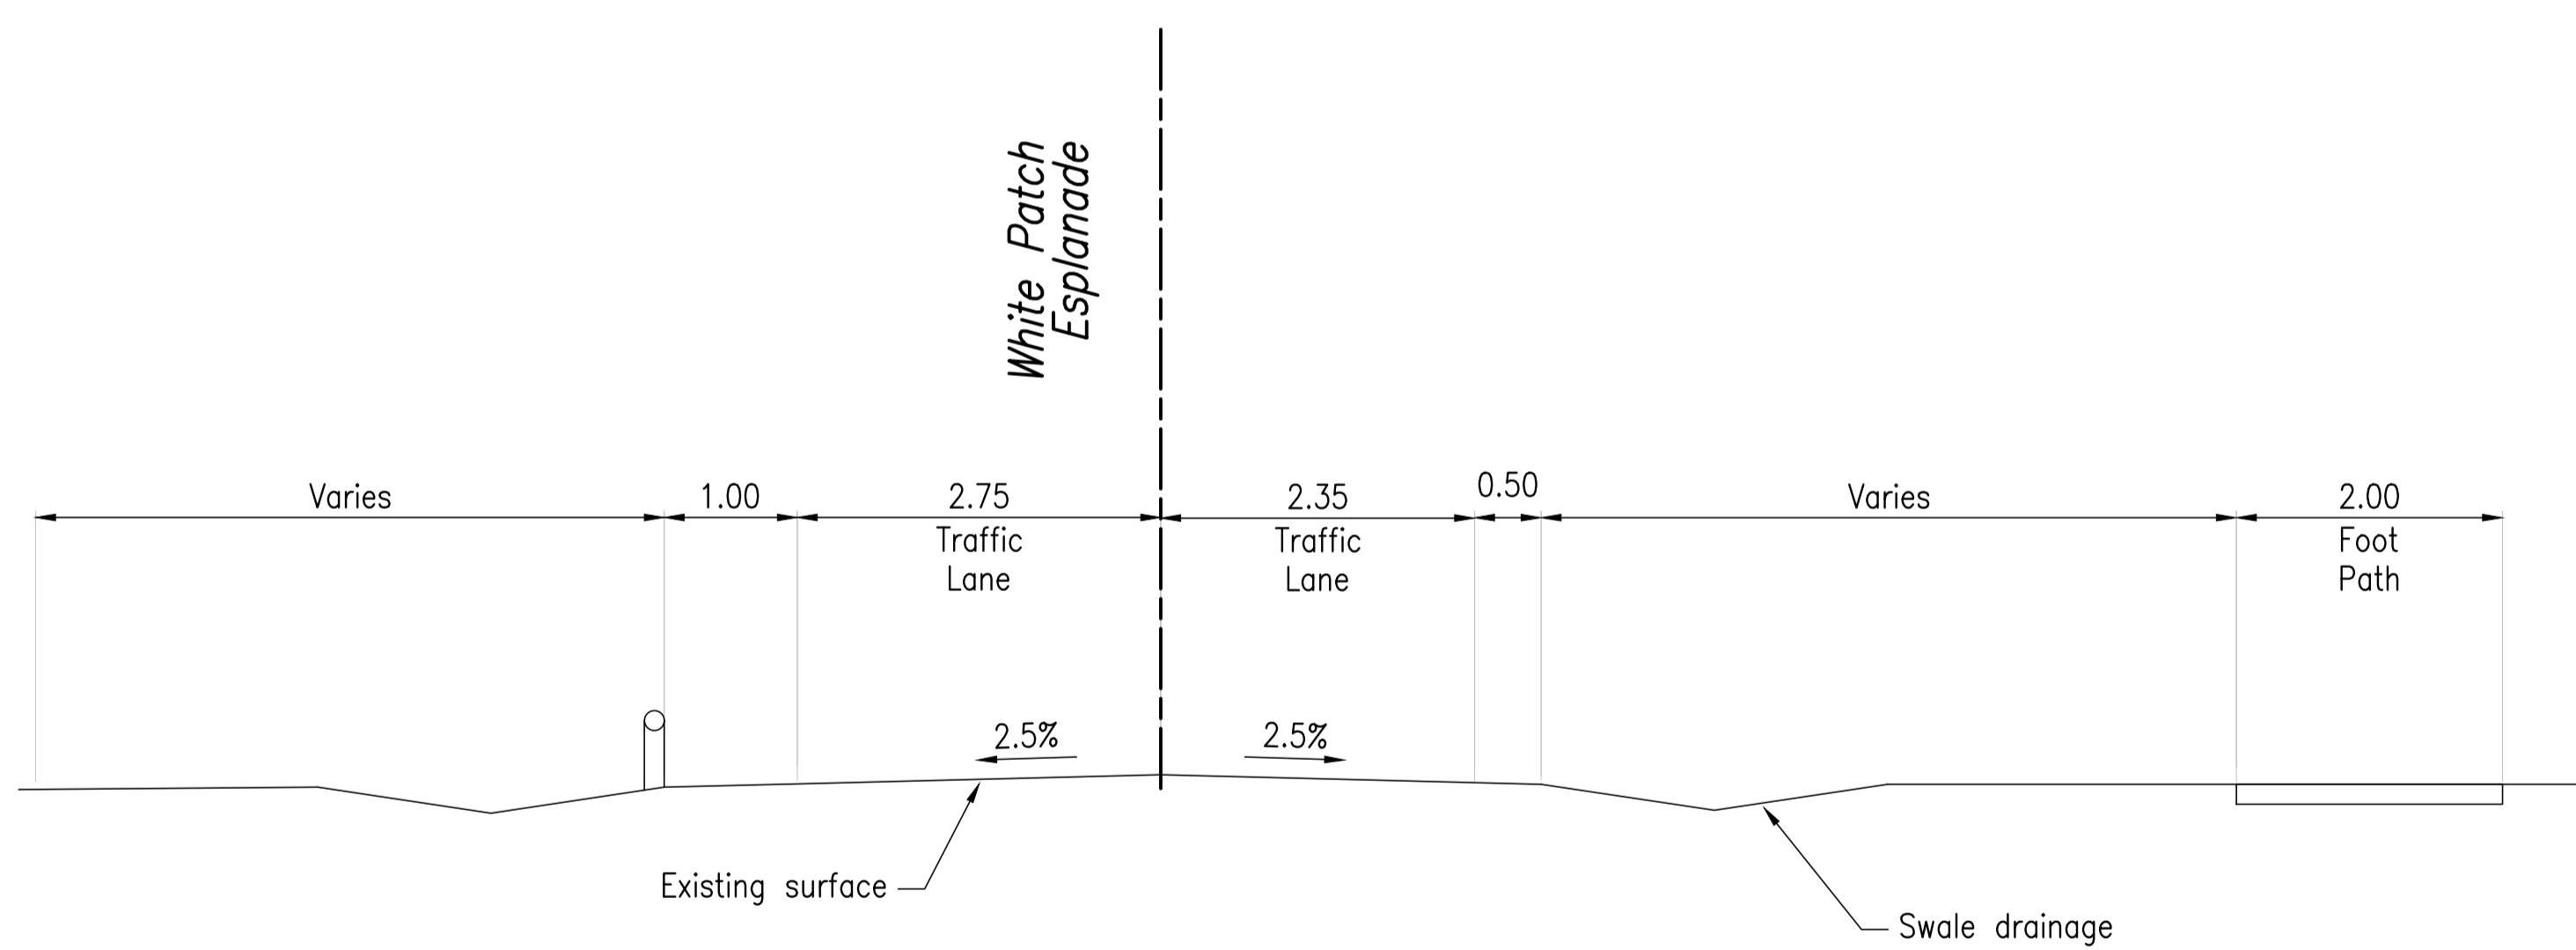 White Patch
Esplanade
Varies
1.00
2.75
2.35
0.50
Varies
2.00
Traffic
Lane
Traffic
Lane
Foot
Path
2.5%
2.5%
Existing surface
Swale drainage